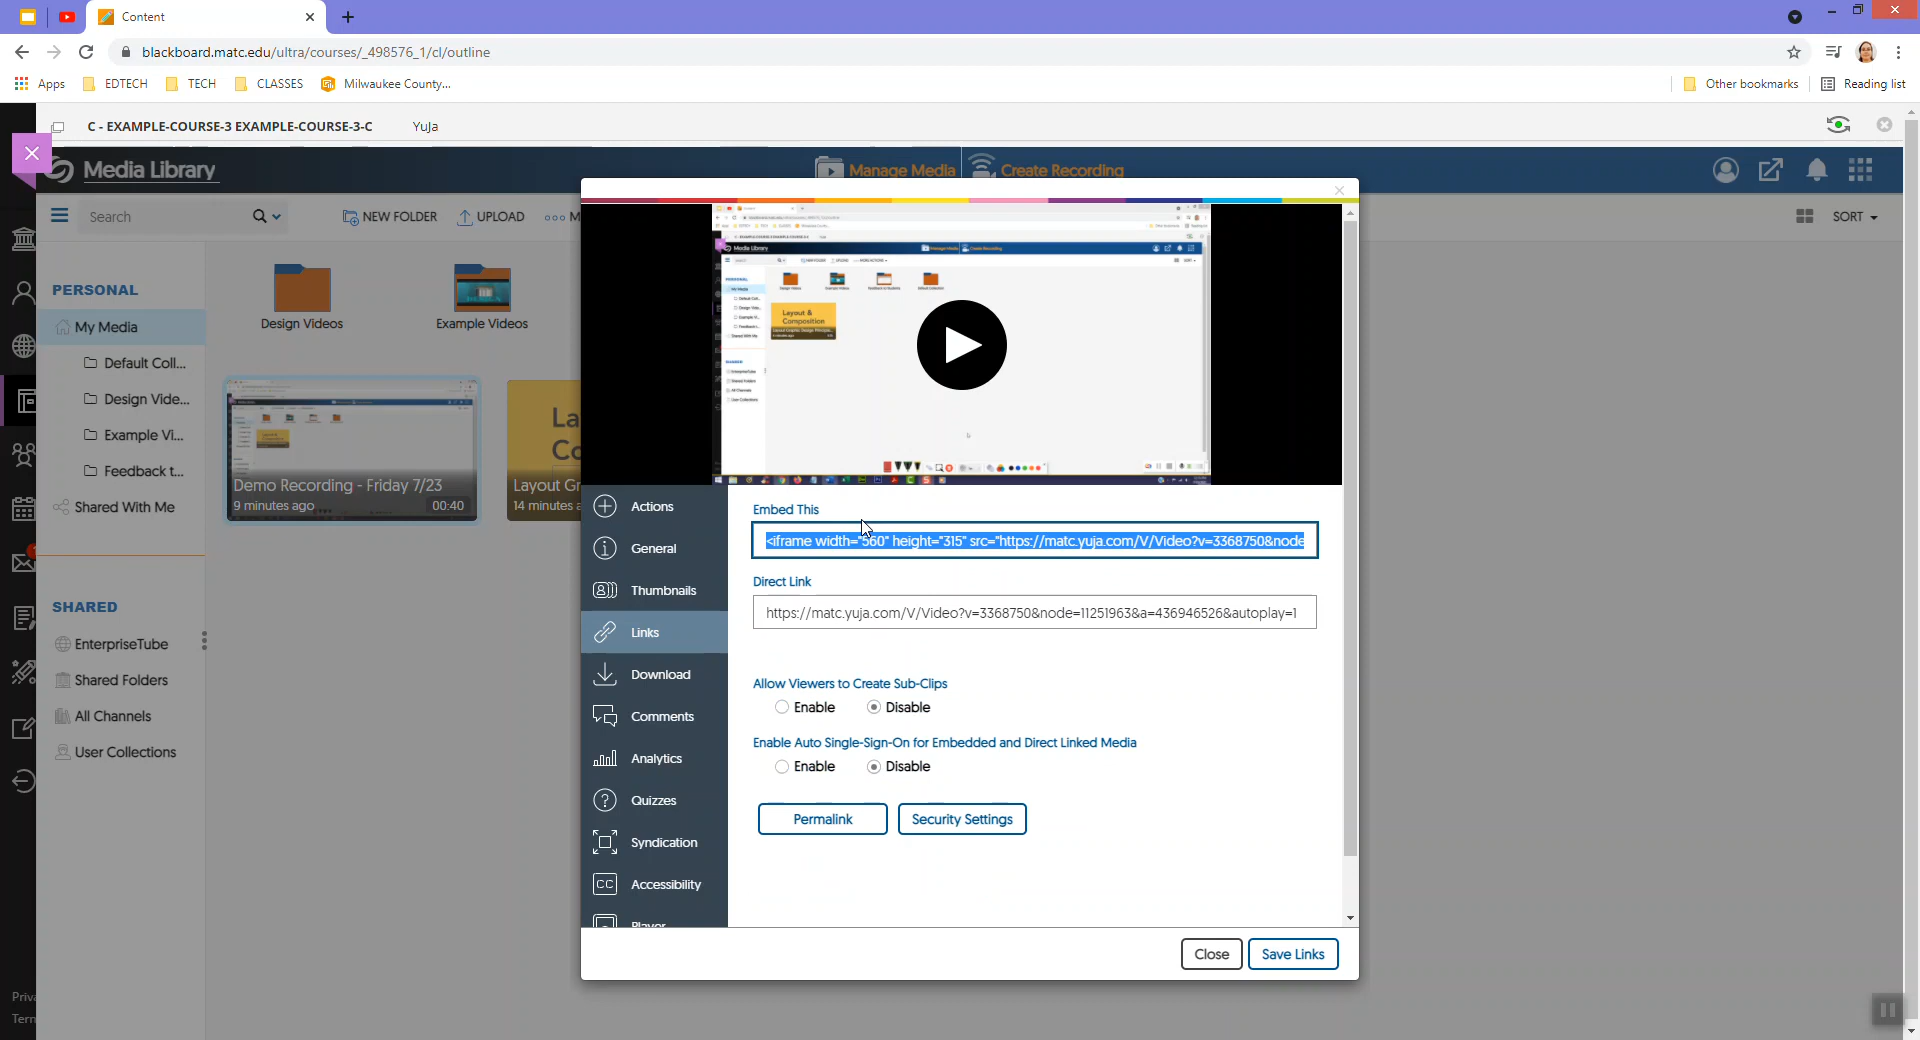 Content
blackboard.matc.edu/ultra/courses/_498576_1/cl/outline
Apps EDTECH TECH CLASSES Milwaukee County... Other bookmarks Reading list
C - EXAMPLE-COURSE-3 EXAMPLE-COURSE-3-C YuJa
Media Library Manage Media Create Recording
Search NEW FOLDER UPLOAD SORT
PERSONAL
My Media
Default Coll...
Design Vide...
Example Vi...
Feedback t...
Shared With Me
SHARED
EnterpriseTube
Shared Folders
All Channels
User Collections
Design Videos Example Videos
Demo Recording - Friday 7/23
9 minutes ago 00:40
Layout Gr
14 minutes a
Media Library
Layout &
Composition
Actions
General
Thumbnails
Links
Download
Comments
Analytics
Quizzes
Syndication
CC Accessibility
Player
Embed This
<iframe width="560" height="315" src="https://matc.yuja.com/V/Video?v=3368750&node
Direct Link
https://matc.yuja.com/V/Video?v=3368750&node=11251963&a=436946526&autoplay=1
Allow Viewers to Create Sub-Clips
Enable Disable
Enable Auto Single-Sign-On for Embedded and Direct Linked Media
Enable Disable
Permalink Security Settings
Close Save Links